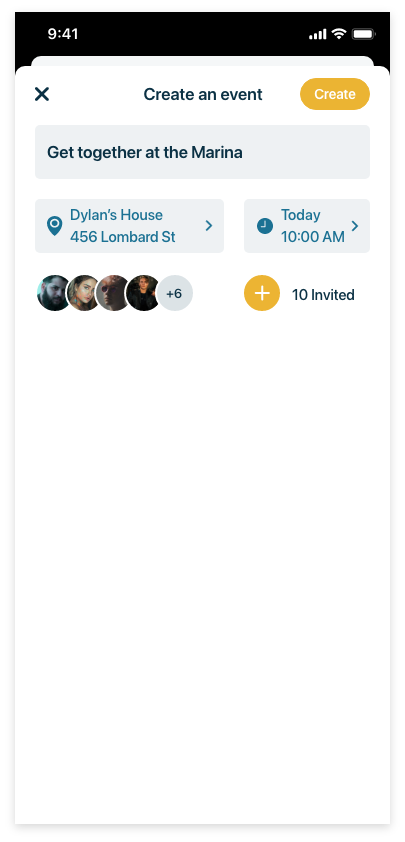 9:41
Create an event
Create
Get together at the Marina
Dylan's House
456 Lombard St
Today
10:00 AM
+6
10 Invited